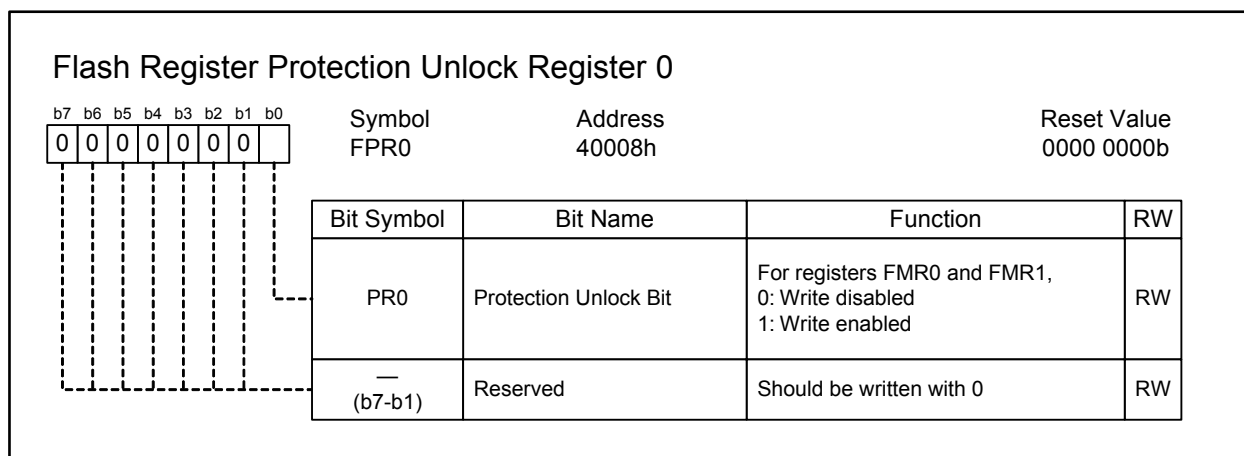 Flash Register Protection Unlock Register 0
b7 b6 b5 b4 b3 b2 b1 b0
0 0 0 0 0 0 0
Symbol Address Reset Value
FPR0 40008h 0000 0000b
Bit Symbol Bit Name Function RW
PR0 Protection Unlock Bit For registers FMR0 and FMR1,
0: Write disabled
1: Write enabled RW
—
(b7-b1) Reserved Should be written with 0 RW